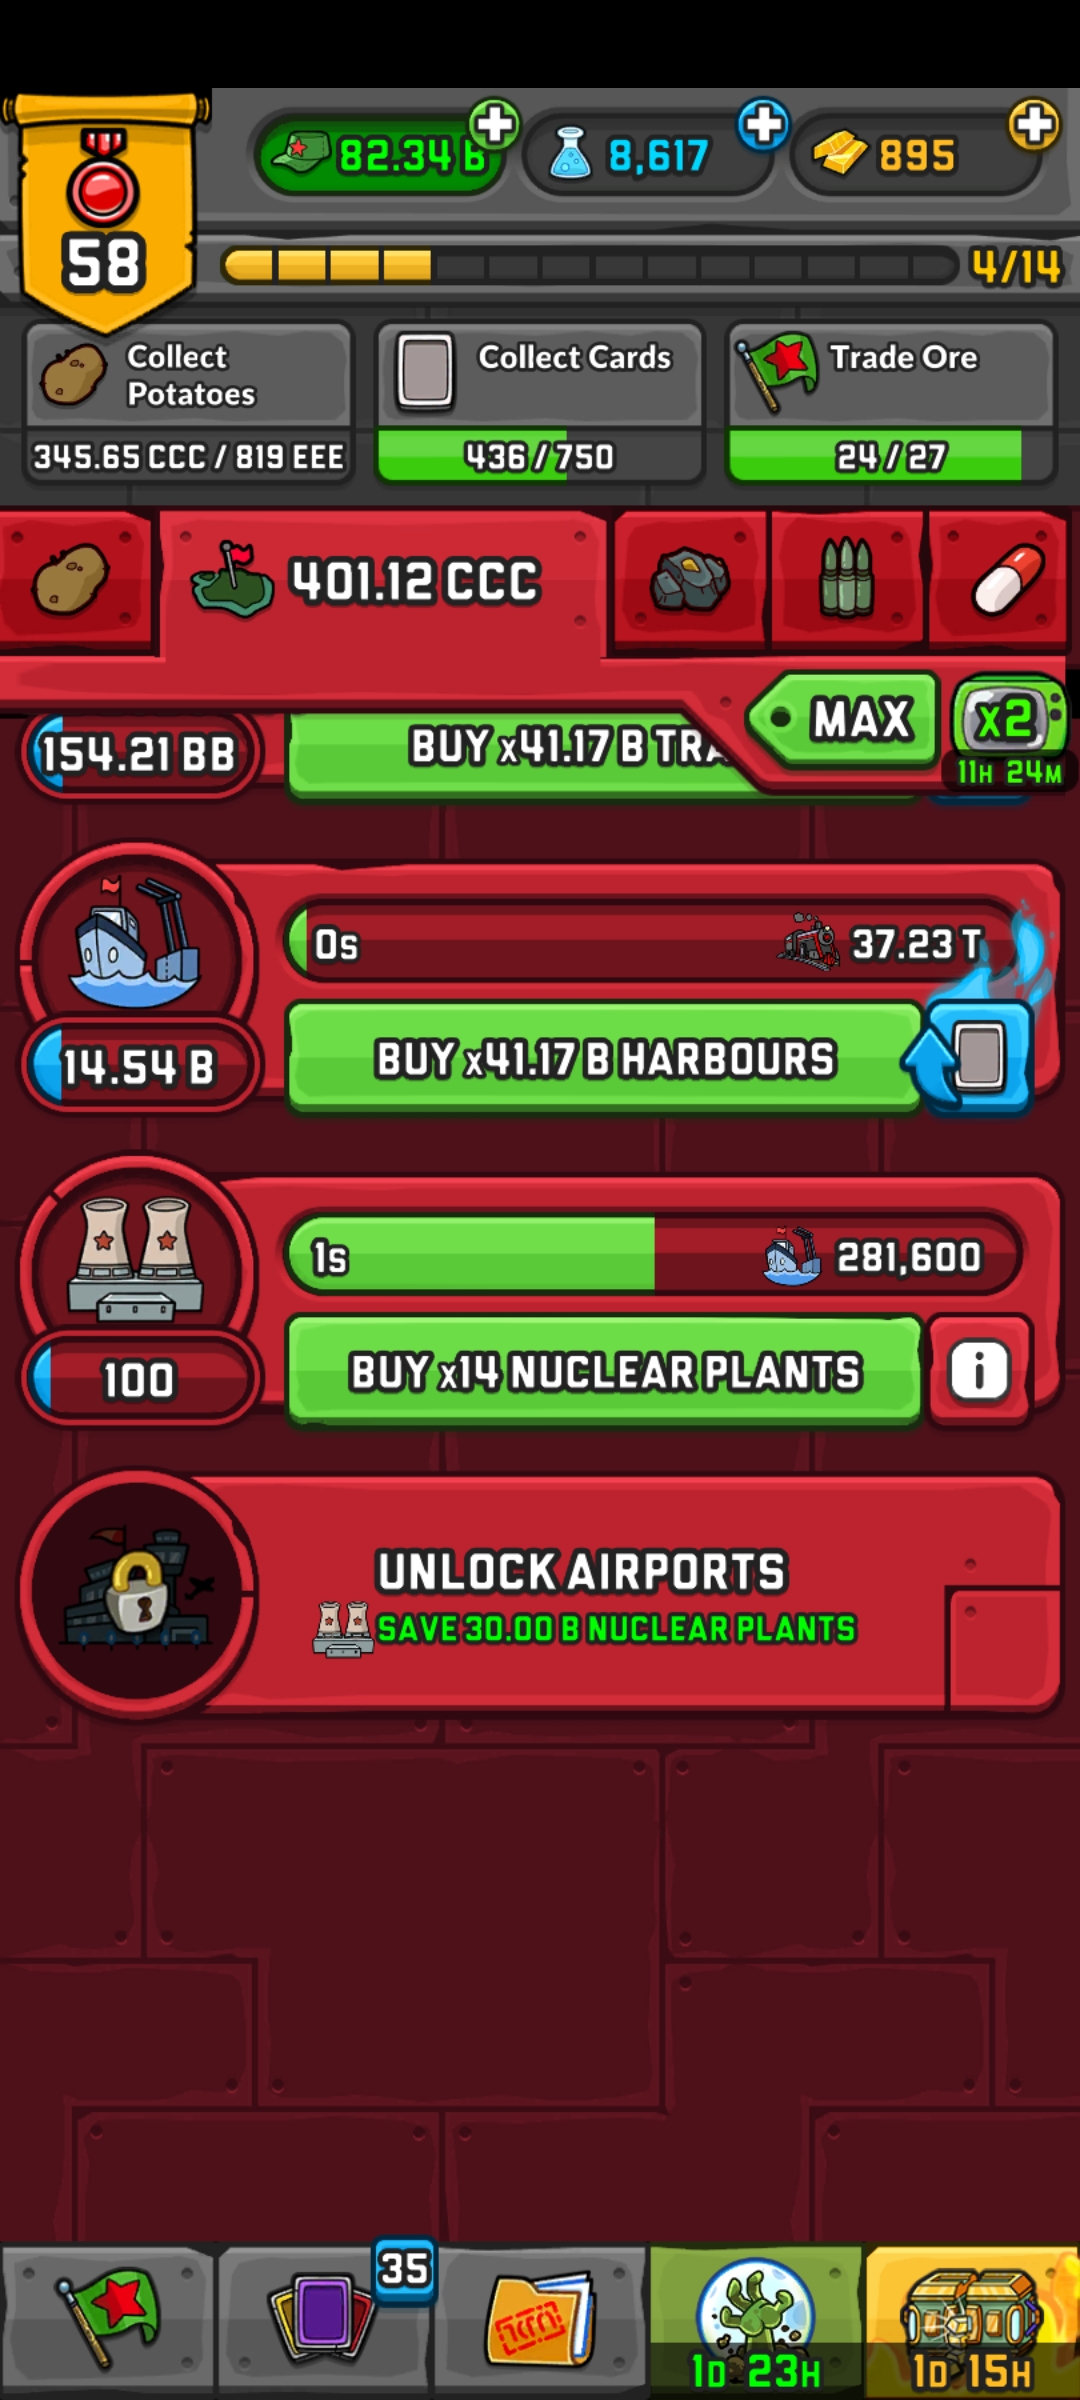 82.34 B
8,617
895
58
4/14
Collect
Potatoes
345.65 CCC / 819 EEE
Collect Cards
436 / 750
Trade Ore
24 / 27
401.12 CCC
MAX
x2
11H 24M
154.21 BB
BUY x41.17 B TRA
0s
37.23 T
14.54 B
BUY x41.17 B HARBOURS
1s
281,600
100
BUY x14 NUCLEAR PLANTS
i
UNLOCK AIRPORTS
SAVE 30.00 B NUCLEAR PLANTS
35
1D 23H
1D 15H